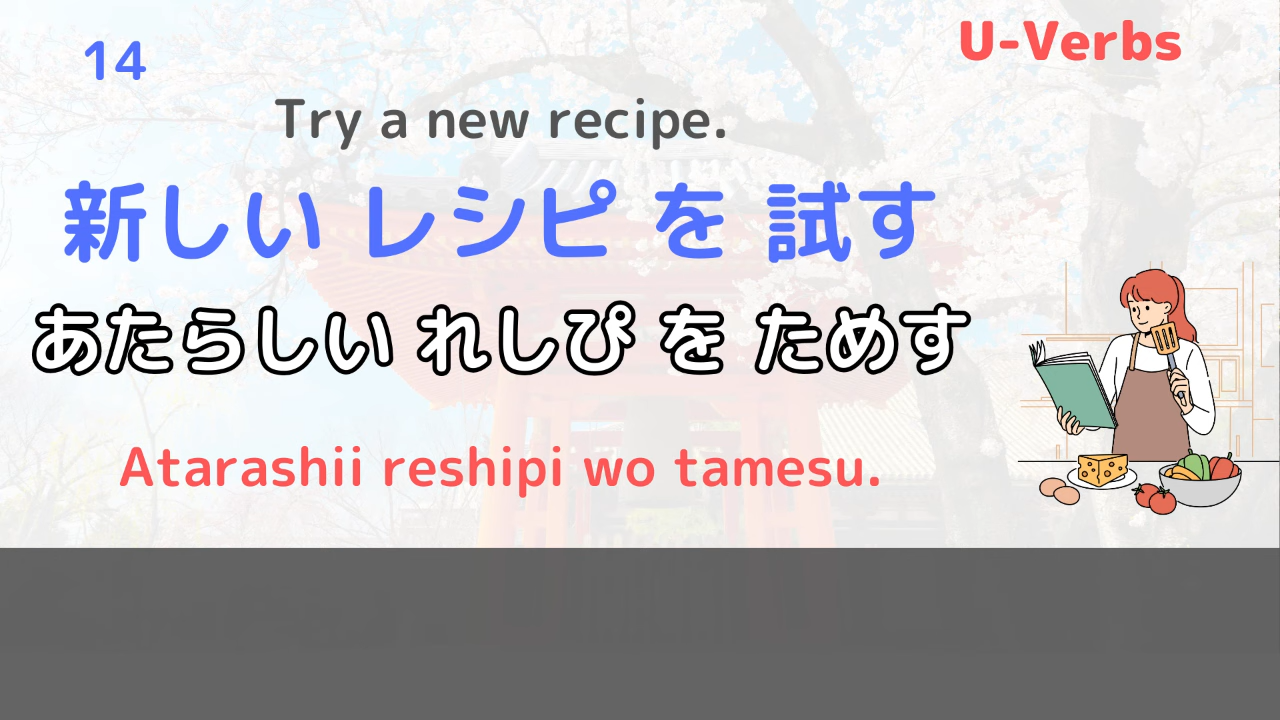 14
U-Verbs
Try a new recipe.
新しい レシピ を 試す
あたらしい れしぴ を ためす
Atarashii reshipi wo tamesu.